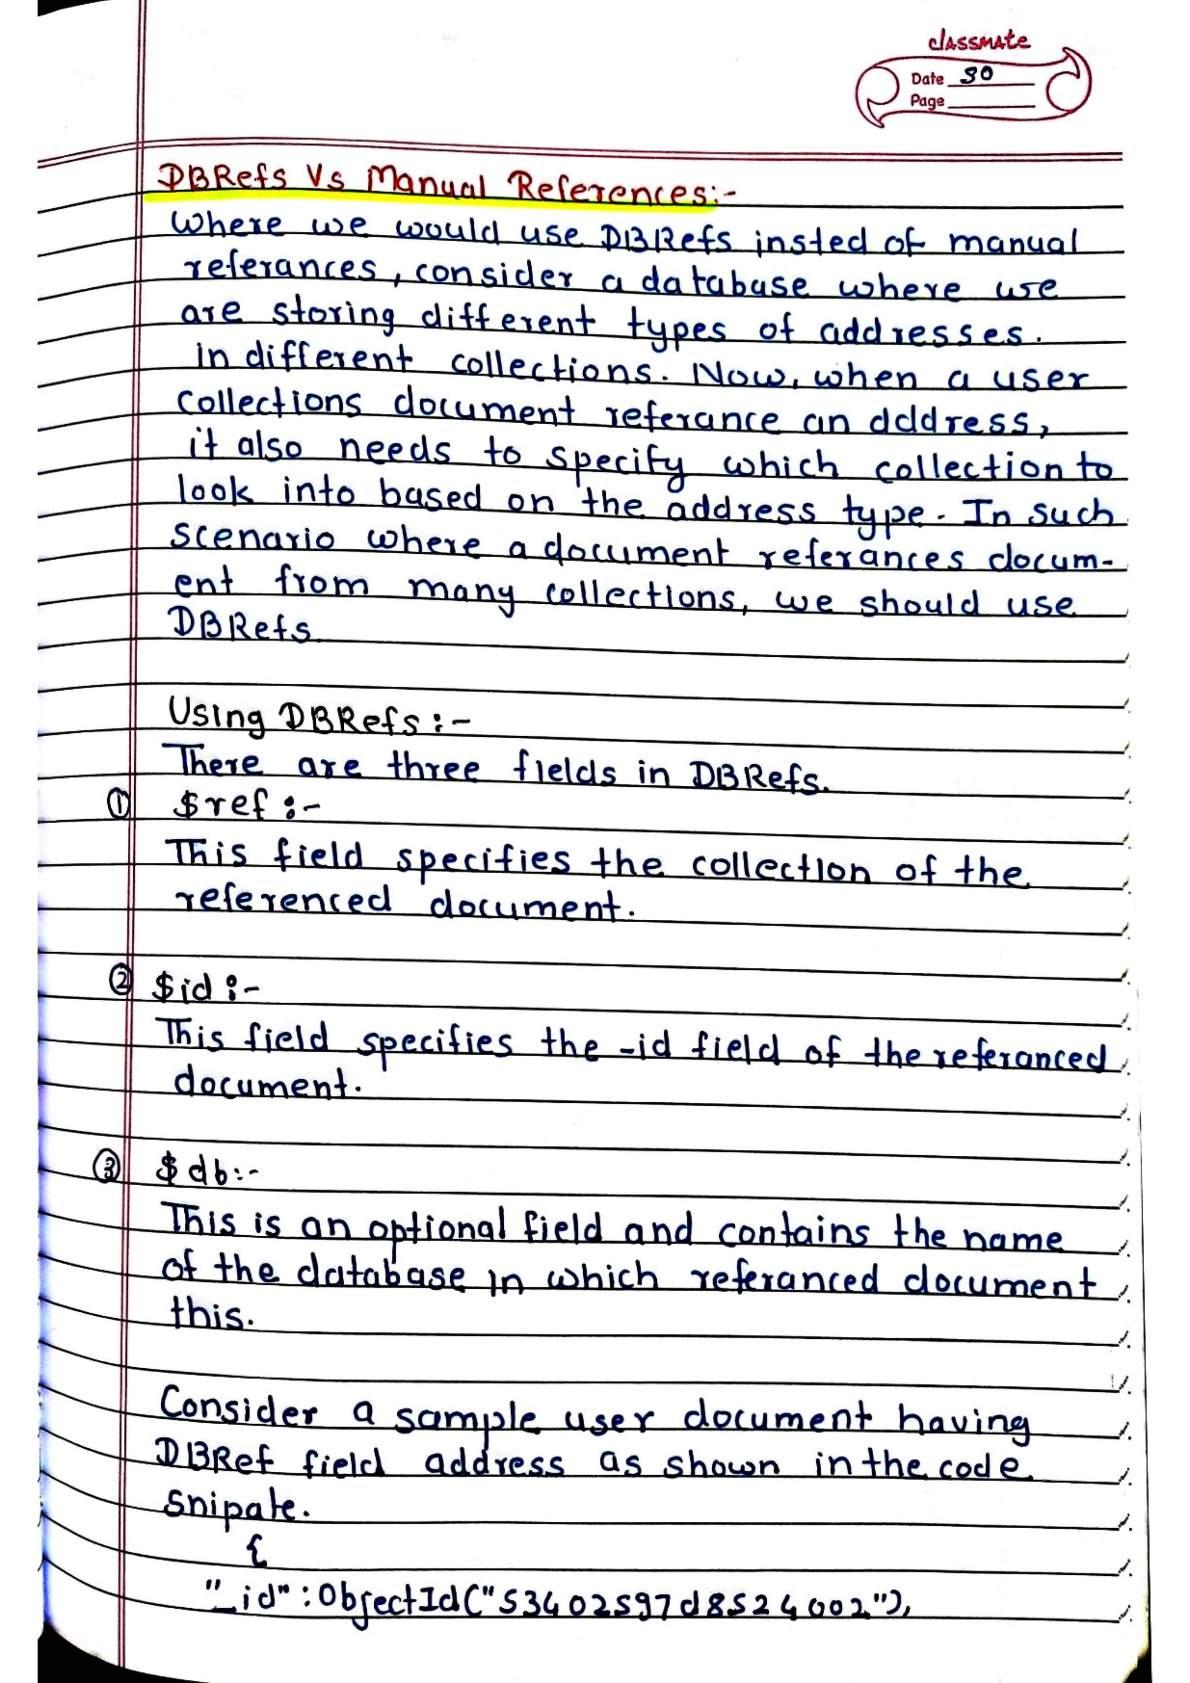 classmate
Date 30
Page
DBRefs Vs Manual References:-
Where we would use DBRefs insted of manual
referances, consider a database where we
are storing different types of addresses.
in different collections. Now, when a user
collections document referance an dddress,
it also needs to specify which collection to
look into based on the address type. In such
scenario where a document referances docum-
ent from many collections, we should use
DBRefs.
Using DBRefs :-
There are three fields in DBRefs.
① $ref :-
This field specifies the collection of the
referenced document.
② $id :-
This field specifies the -id field of the referanced
document.
③ $db:-
This is an optional field and contains the name
of the database in which referanced document
this.
Consider a sample user document having
DBRef field address as shown in the code
snipate.
{
"_id" : ObjectId("53402597d8524002"),